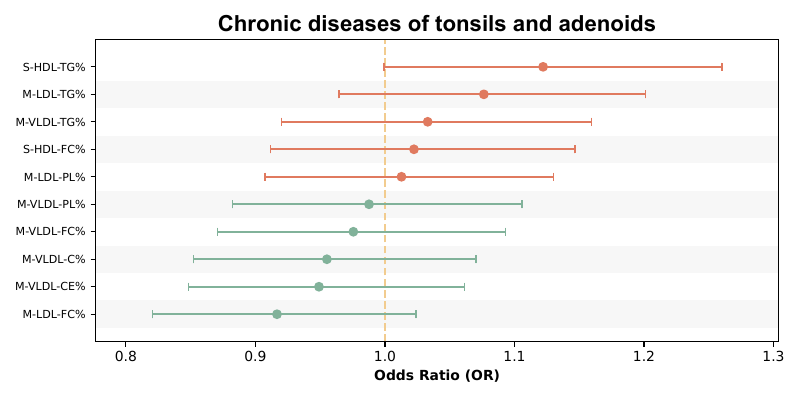 Chronic diseases of tonsils and adenoids
S-HDL-TG%
M-LDL-TG%
M-VLDL-TG%
S-HDL-FC%
M-LDL-PL%
M-VLDL-PL%
M-VLDL-FC%
M-VLDL-C%
M-VLDL-CE%
M-LDL-FC%
0.8 0.9 1.0 1.1 1.2 1.3
Odds Ratio (OR)